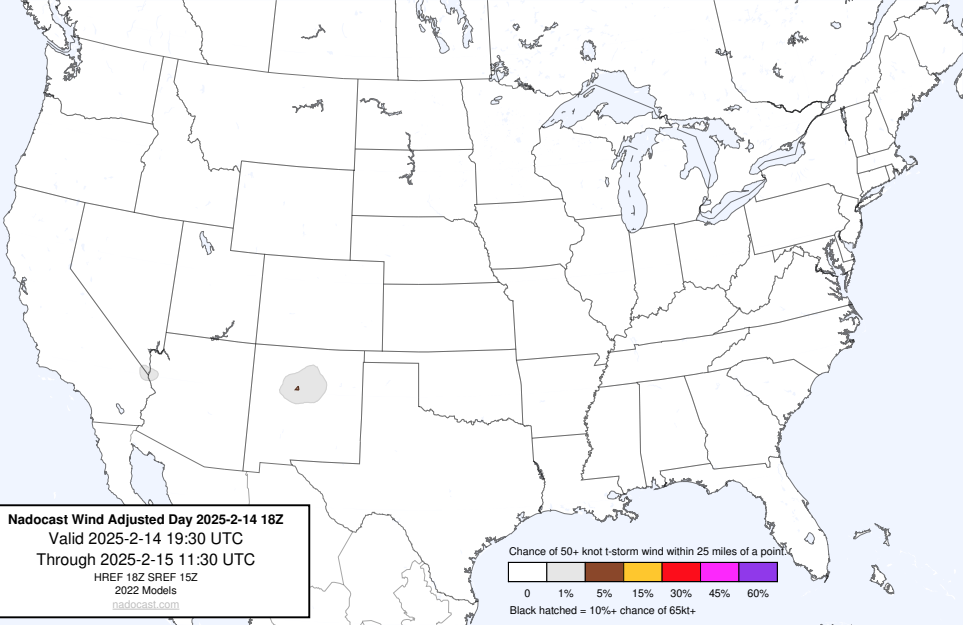 Nadocast Wind Adjusted Day 2025-2-14 18Z
Valid 2025-2-14 19:30 UTC
Through 2025-2-15 11:30 UTC
HREF 18Z SREF 15Z
2022 Models
nadocast.com
Chance of 50+ knot t-storm wind within 25 miles of a point.
0 1% 5% 15% 30% 45% 60%
Black hatched = 10%+ chance of 65kt+